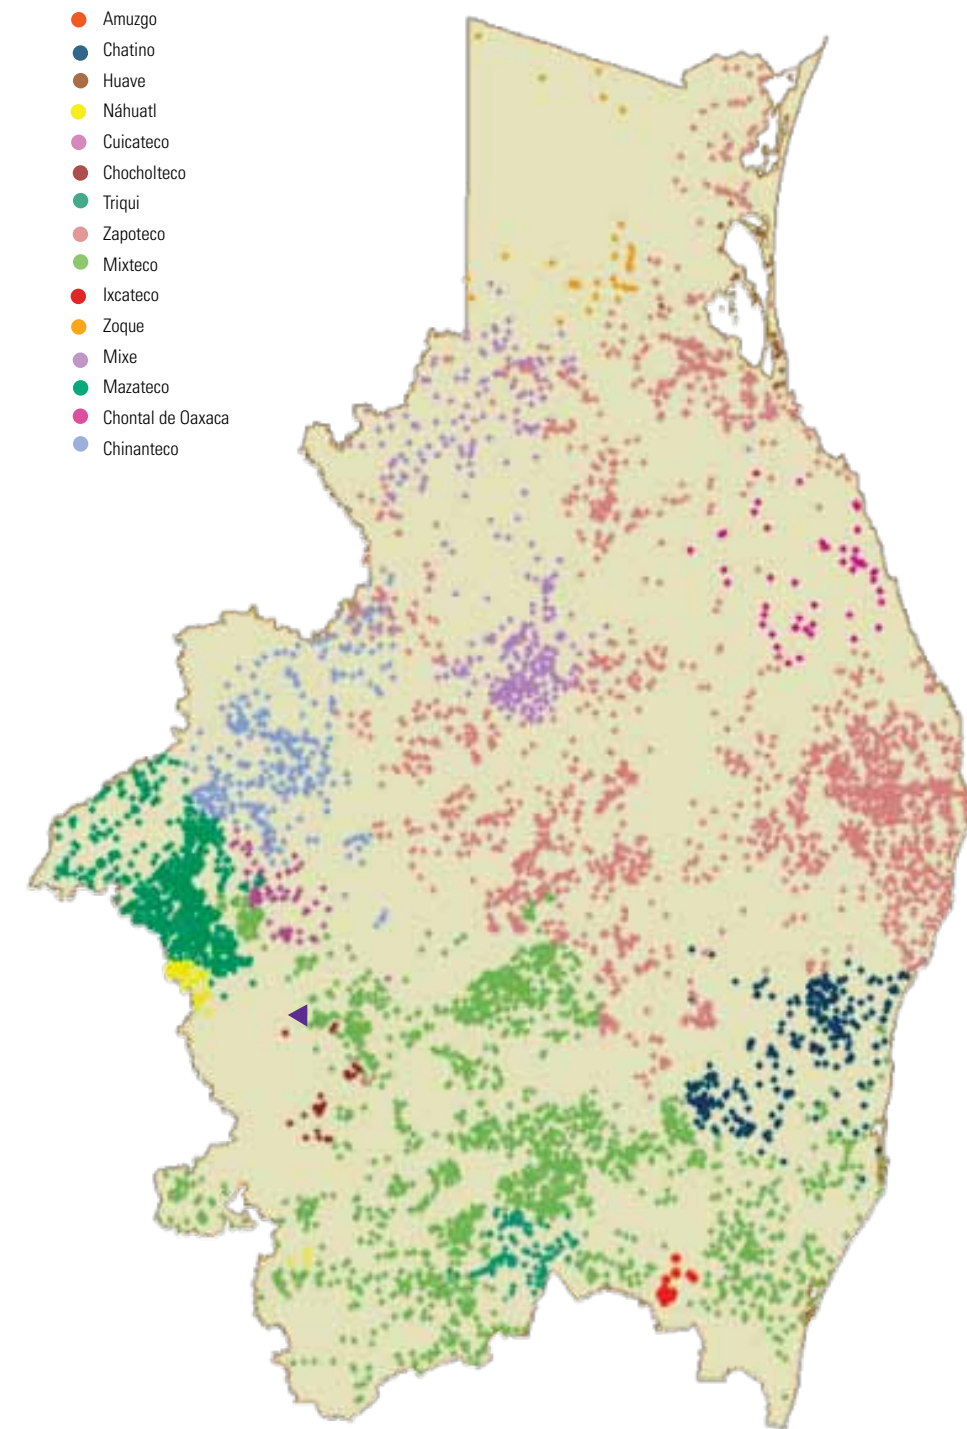 Amuzgo
Chatino
Huave
Náhuatl
Cuicateco
Chocholteco
Triqui
Zapoteco
Mixteco
Ixcateco
Zoque
Mixe
Mazateco
Chontal de Oaxaca
Chinanteco